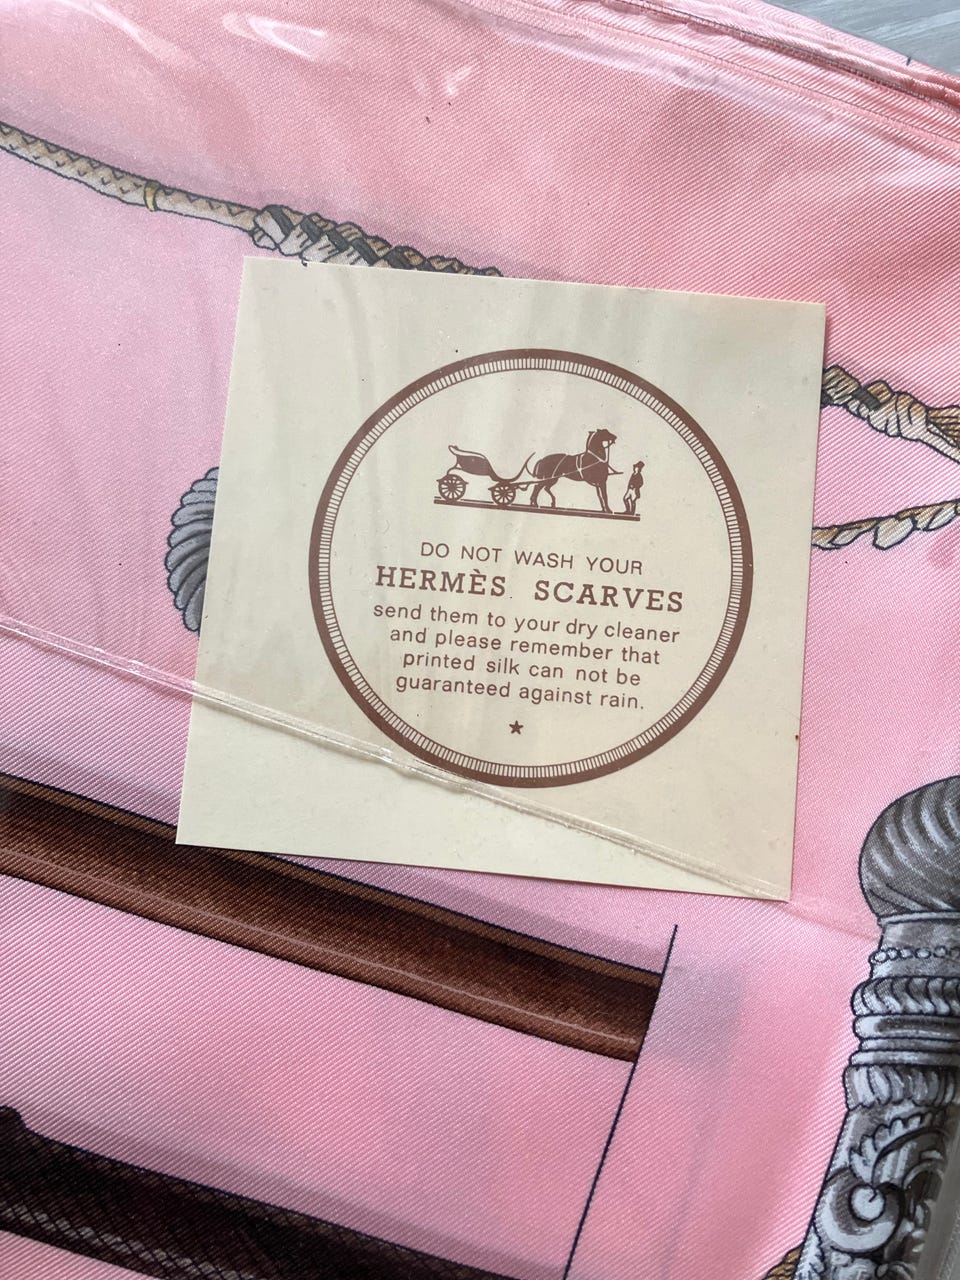 DO NOT WASH YOUR
HERMÈS SCARVES
send them to your dry cleaner
and please remember that
printed silk can not be
guaranteed against rain.